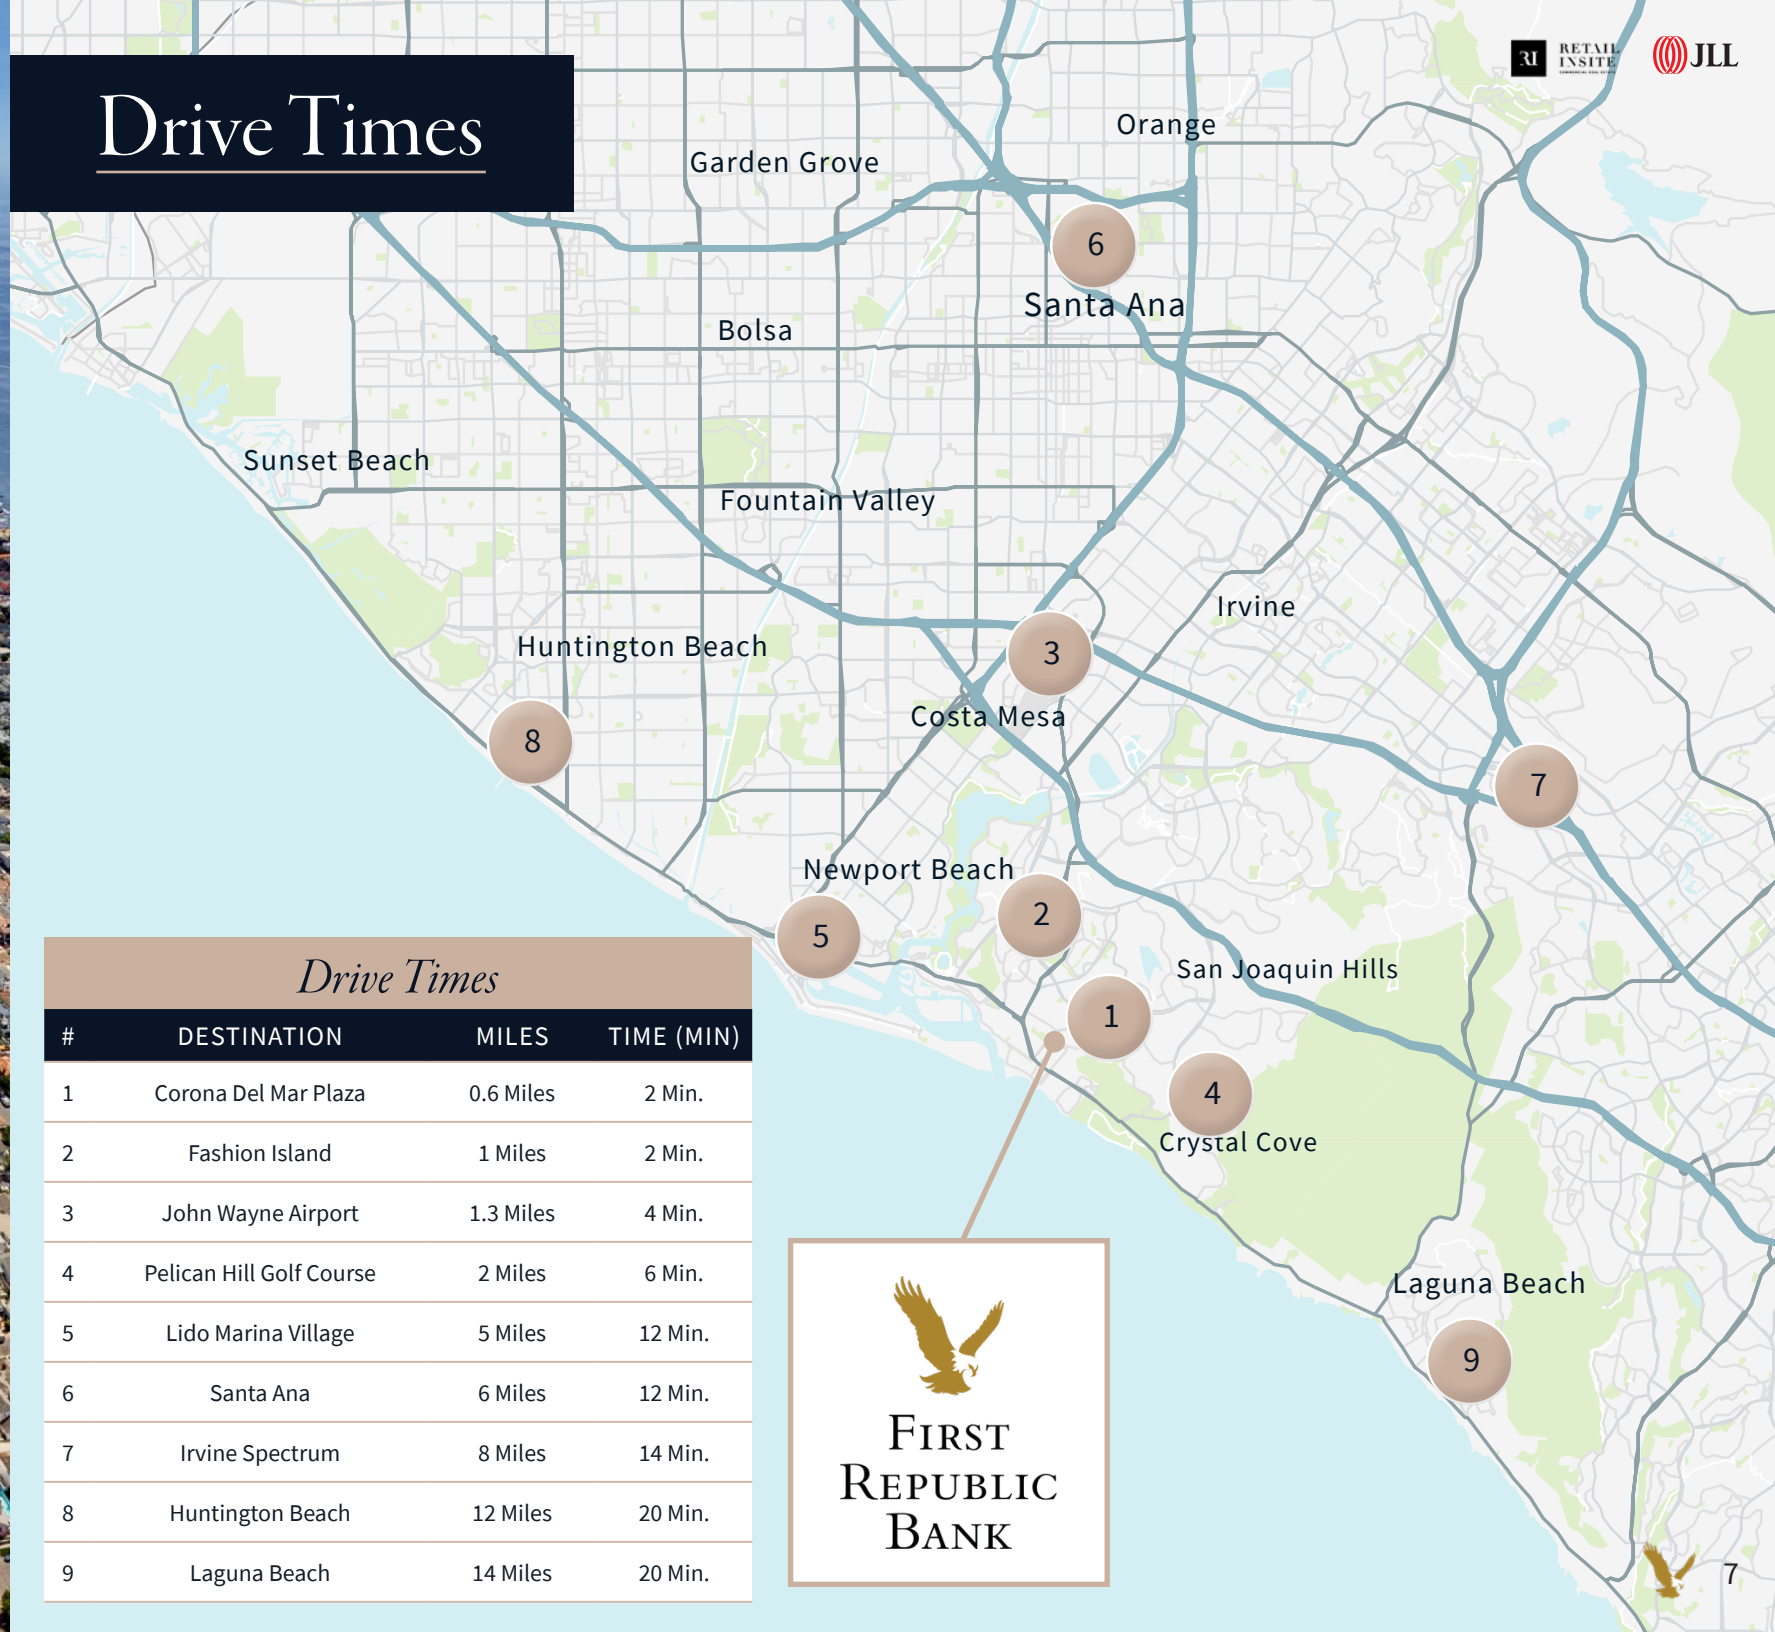 Drive Times
RI RETAIL
INSITE
COMMERCIAL REAL ESTATE
JLL
Orange
Garden Grove
6
Santa Ana
Bolsa
Sunset Beach
Fountain Valley
Irvine
3
Huntington Beach
Costa Mesa
8
7
Newport Beach
2
5
San Joaquin Hills
1
4
Crystal Cove
Laguna Beach
9
Drive Times
# DESTINATION MILES TIME (MIN)
1 Corona Del Mar Plaza 0.6 Miles 2 Min.
2 Fashion Island 1 Miles 2 Min.
3 John Wayne Airport 1.3 Miles 4 Min.
4 Pelican Hill Golf Course 2 Miles 6 Min.
5 Lido Marina Village 5 Miles 12 Min.
6 Santa Ana 6 Miles 12 Min.
7 Irvine Spectrum 8 Miles 14 Min.
8 Huntington Beach 12 Miles 20 Min.
9 Laguna Beach 14 Miles 20 Min.
FIRST
REPUBLIC
BANK
7